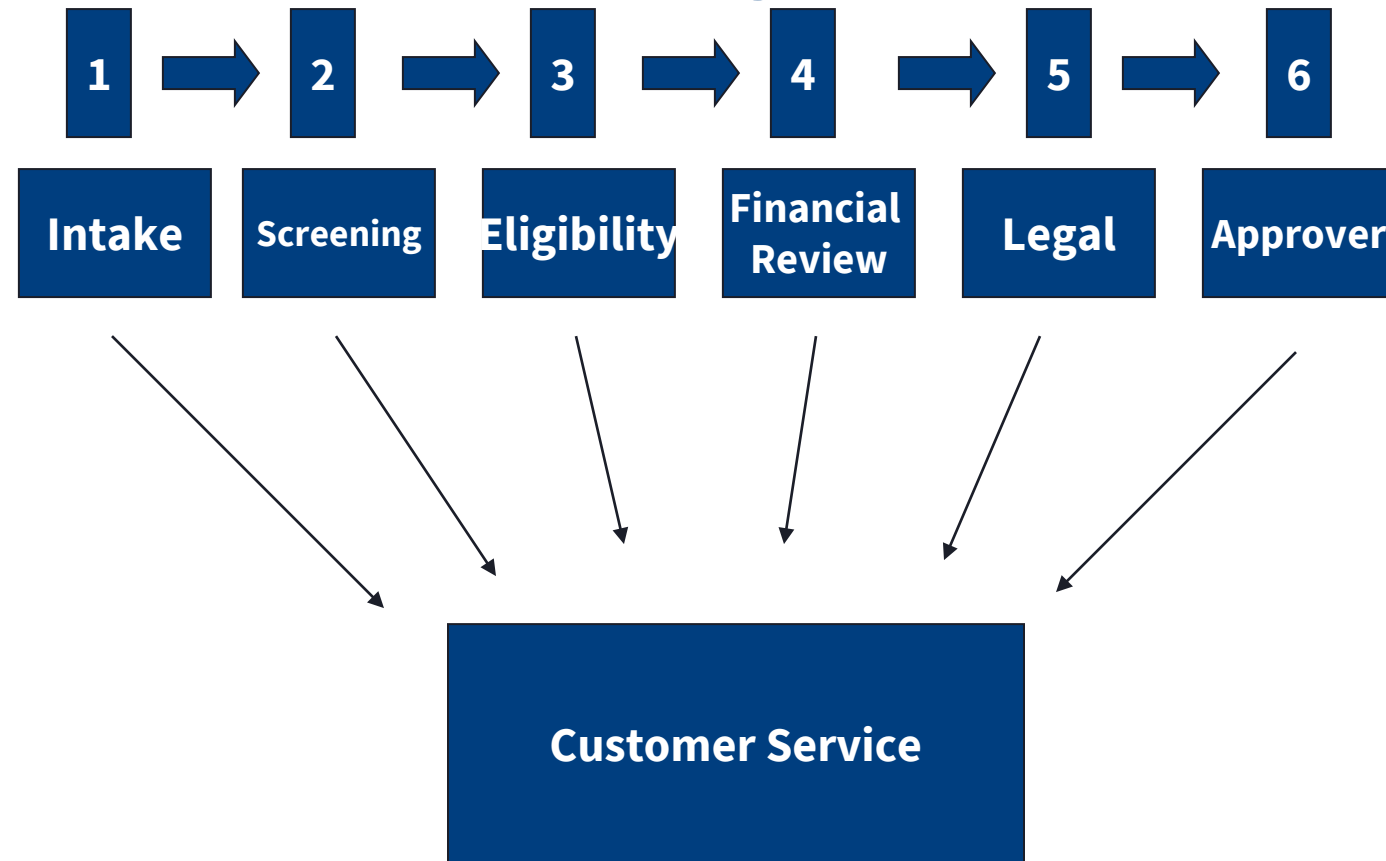 1
2
3
4
5
6
Intake
Screening
Eligibility
Financial
Review
Legal
Approver
Customer Service